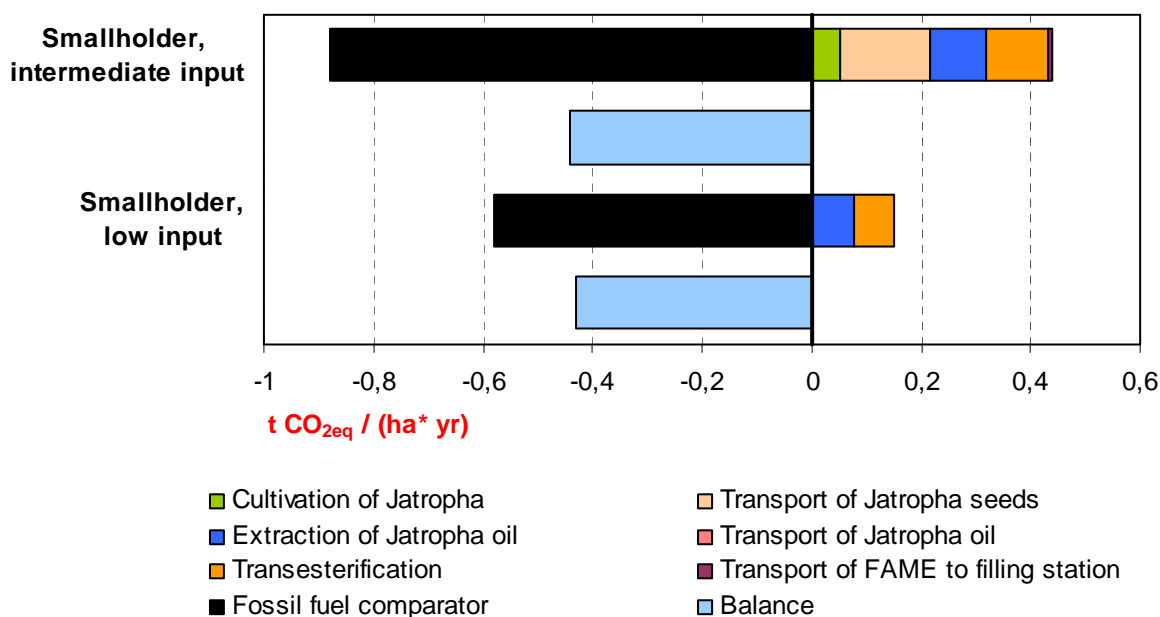 Smallholder,
intermediate input
Smallholder,
low input
-1 -0,8 -0,6 -0,4 -0,2 0 0,2 0,4 0,6
t CO2eq / (ha* yr)
Cultivation of Jatropha Transport of Jatropha seeds
Extraction of Jatropha oil Transport of Jatropha oil
Transesterification Transport of FAME to filling station
Fossil fuel comparator Balance